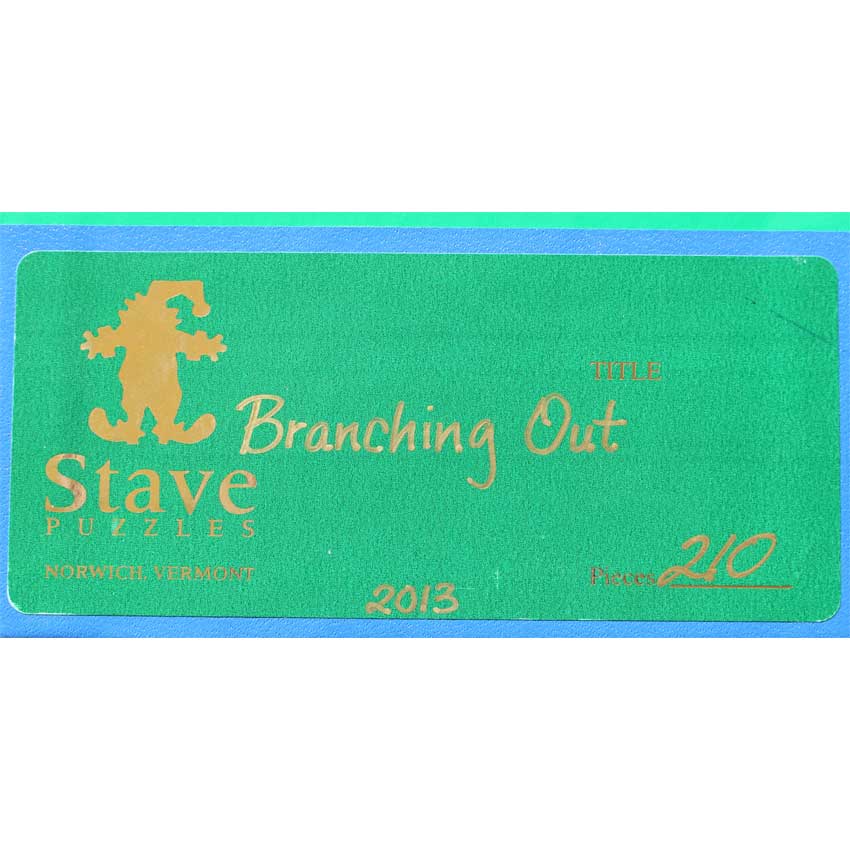 TITLE
Branching Out
Stave
PUZZLES
NORWICH, VERMONT
Pieces 210
2013